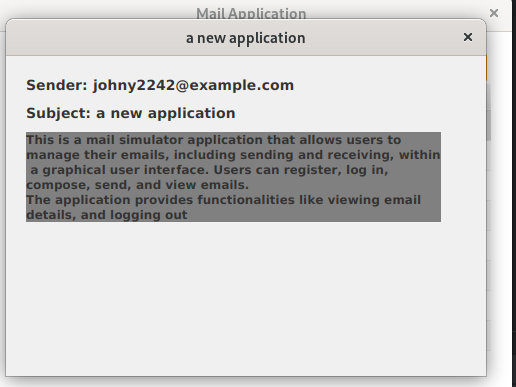 Mail Application
a new application
Sender: johny2242@example.com
Subject: a new application
This is a mail simulator application that allows users to
manage their emails, including sending and receiving, within
a graphical user interface. Users can register, log in,
compose, send, and view emails.
The application provides functionalities like viewing email
details, and logging out